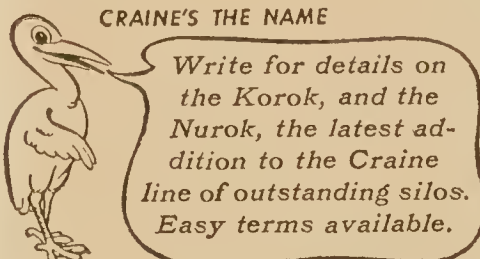 CRAINE'S THE NAME
Write for details on
the Korok, and the
Nurok, the latest ad-
dition to the Craine
line of outstanding silos.
Easy terms available.